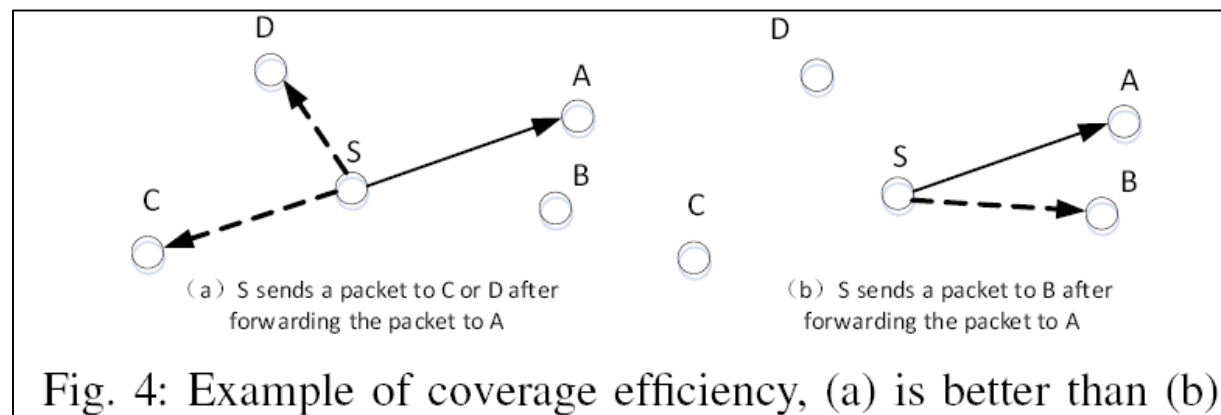 D
A
S
B
C
（a）S sends a packet to C or D after
forwarding the packet to A
D
A
S
B
C
（b）S sends a packet to B after
forwarding the packet to A
Fig. 4: Example of coverage efficiency, (a) is better than (b)